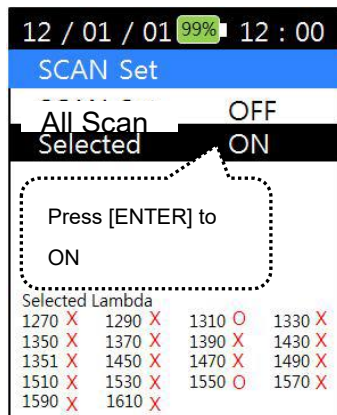 12 / 01 / 01 99% 12 : 00
SCAN Set
All Scan OFF
Selected ON
Press [ENTER] to
ON
Selected Lambda
1270 X 1290 X 1310 O 1330 X
1350 X 1370 X 1390 X 1430 X
1351 X 1450 X 1470 X 1490 X
1510 X 1530 X 1550 O 1570 X
1590 X 1610 X